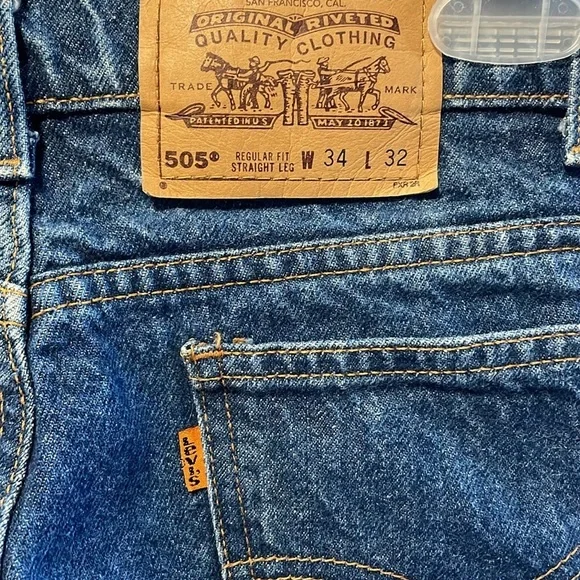 SAN FRANCISCO, CAL.
ORIGINAL RIVETED
QUALITY CLOTHING
TRADE MARK
PATENTED IN U S MAY 20 1873
505® REGULAR FIT W 34 L 32
STRAIGHT LEG
®
LEVI'S